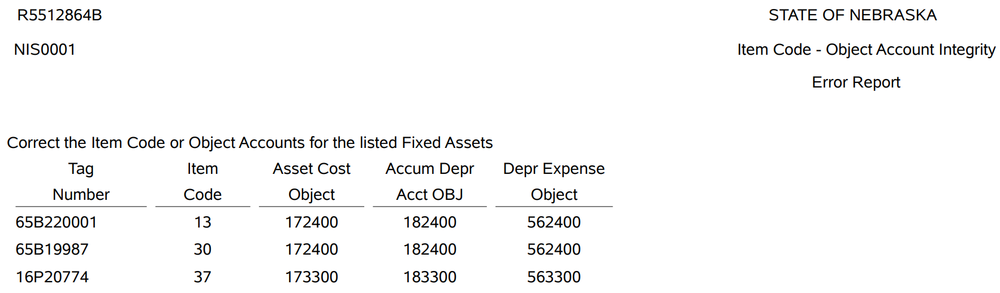 R5512864B STATE OF NEBRASKA
NIS0001 Item Code - Object Account Integrity
Error Report
Correct the Item Code or Object Accounts for the listed Fixed Assets
Tag Item Asset Cost Accum Depr Depr Expense
Number Code Object Acct OBJ Object
65B220001 13 172400 182400 562400
65B19987 30 172400 182400 562400
16P20774 37 173300 183300 563300